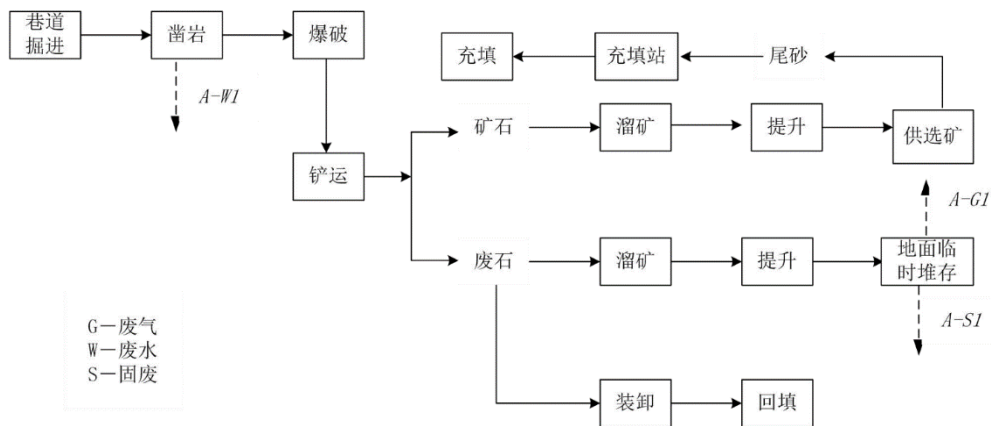 巷道
掘进
凿岩
爆破
A-W1
充填
充填站
尾砂
矿石
溜矿
提升
供选矿
铲运
A-G1
废石
溜矿
提升
地面临
时堆存
A-S1
G—废气
W—废水
S—固废
装卸
回填